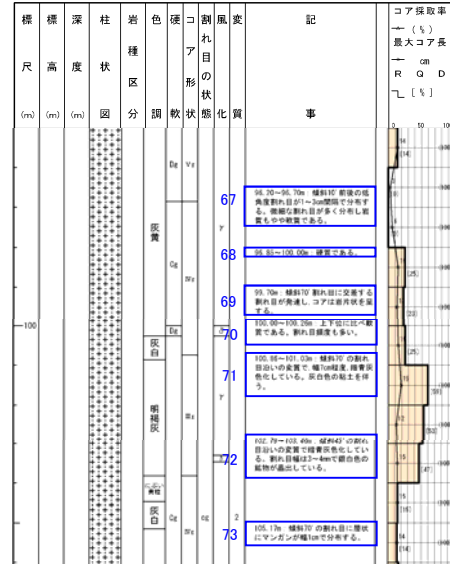 標尺(m)
標高(m)
深度(m)
柱状図
岩種区分
色調
硬軟
コア形状
割れ目の状態
風化
変質
記事
コア採取率
(%)
最大コア長
cm
R Q D
[%]
0 50 100
Dg
灰黄
67
96.20～96.70m：傾斜10°前後の低
角度割れ目が1～3cm間隔で分布す
る。微細な割れ目が多く分布し岩
質もやや軟質である。
68
96.85～100.00m：硬質である。
Cg
69
99.70m：傾斜70°割れ目に交差する
割れ目が発達し、コアは岩片状を呈
する。
100
Dg
70
100.00～100.26m：上下位に比べ軟
質である。割れ目頻度も多い。
灰白
71
100.86～101.03m：傾斜70°の割れ
目沿いの変質で、幅7cm程度、暗青灰
色化している。灰白色の粘土を伴
う。
明褐灰
72
目沿いの変質で暗青灰色化してい
る。割れ目幅は3～4mmで銀白色の
鉱物が晶出している。
にぶい黄橙
灰白
Cg
cg
2
73
105.17m：傾斜70°の割れ目に層状
にマンガンが幅1cmで分布する。